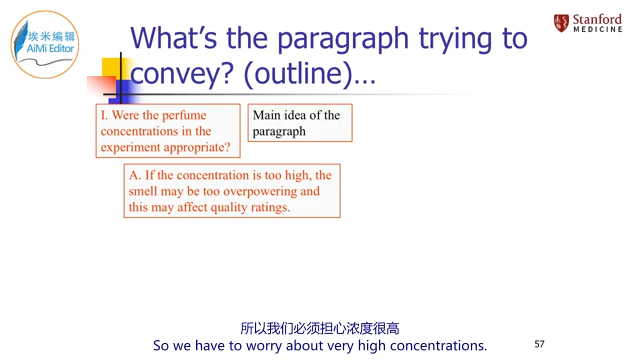 埃米编辑
AiMi Editor
Stanford
MEDICINE
What's the paragraph trying to
convey? (outline)…
I. Were the perfume
concentrations in the
experiment appropriate?
Main idea of the
paragraph
A. If the concentration is too high, the
smell may be too overpowering and
this may affect quality ratings.
所以我们必须担心浓度很高
So we have to worry about very high concentrations.
57